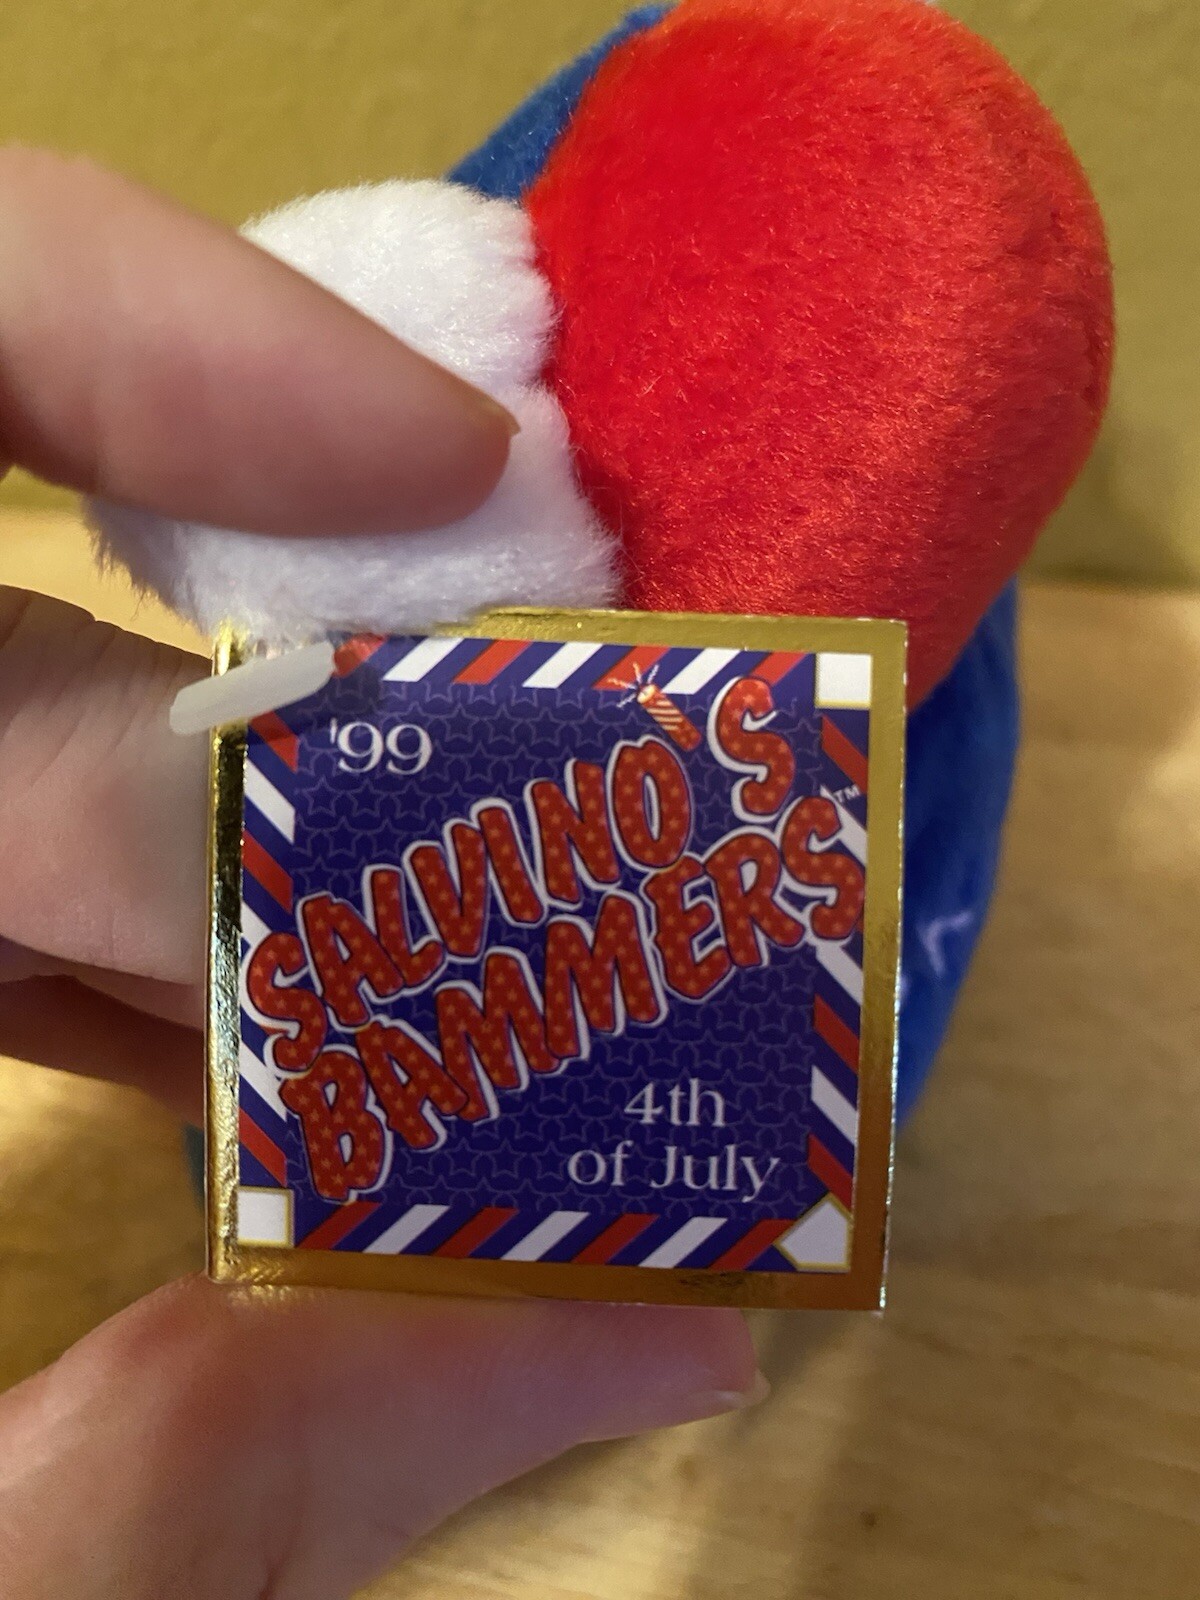 '99
SALVINO'S
BAMMERS™
4th
of July